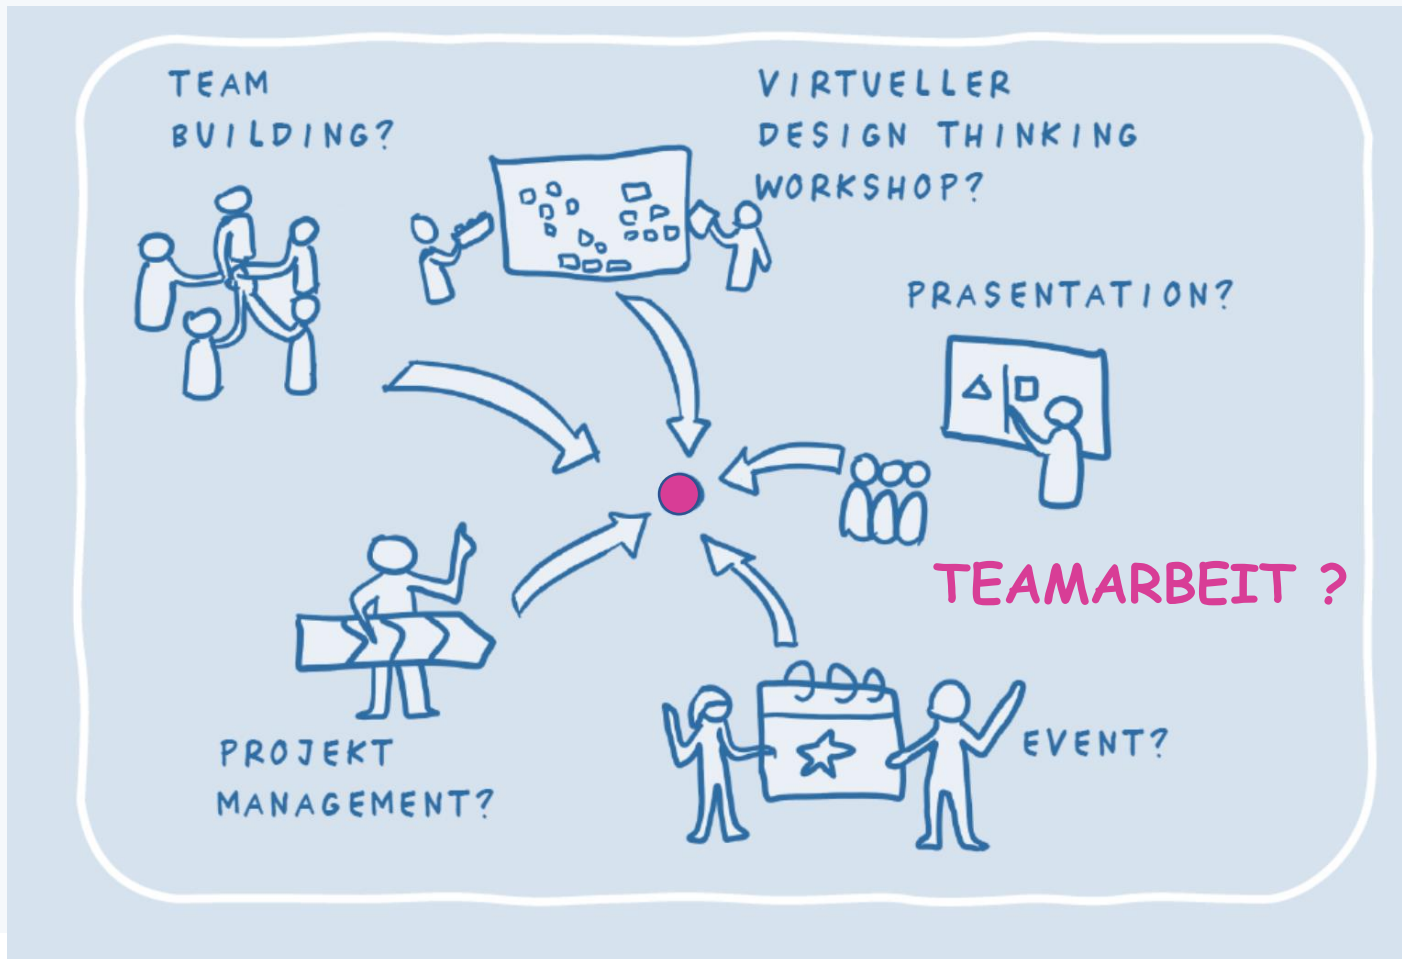 TEAM
BUILDING?
VIRTUELLER
DESIGN THINKING
WORKSHOP?
PRASENTATION?
TEAMARBEIT ?
PROJEKT
MANAGEMENT?
EVENT?